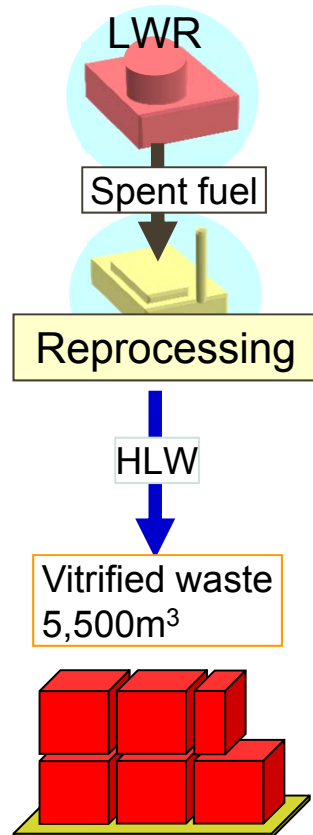 LWR
Spent fuel
Reprocessing
HLW
Vitrified waste
5,500m³